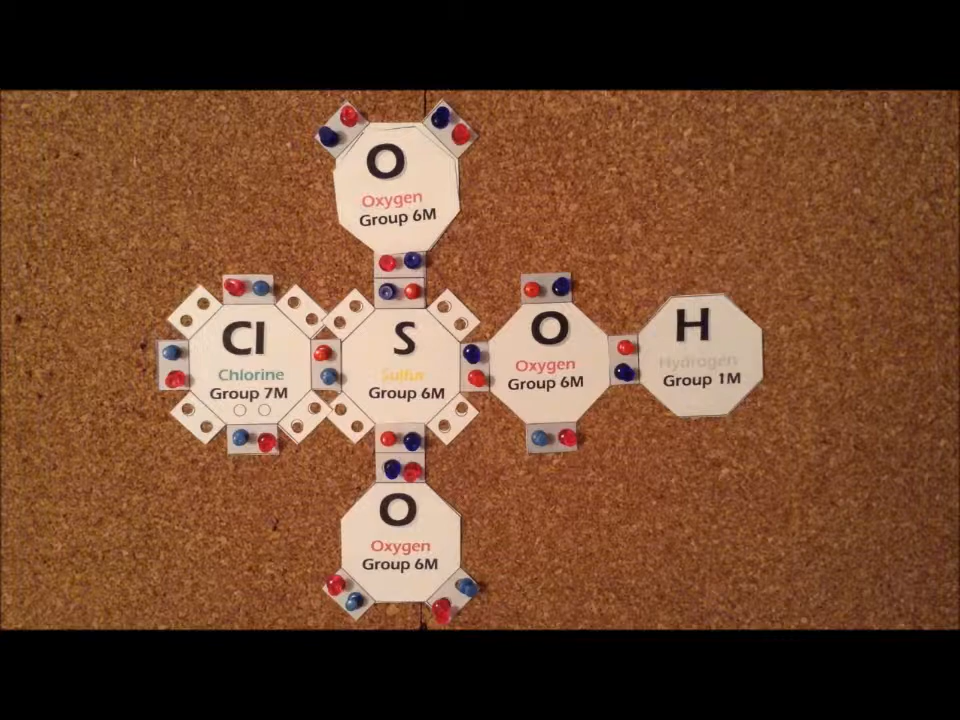 O
Oxygen
Group 6M
Cl
Chlorine
Group 7M
S
Sulfur
Group 6M
O
Oxygen
Group 6M
H
Hydrogen
Group 1M
O
Oxygen
Group 6M